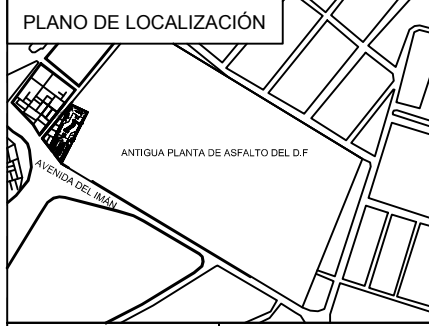 PLANO DE LOCALIZACIÓN
ANTIGUA PLANTA DE ASFALTO DEL D.F
AVENIDA DEL IMÁN